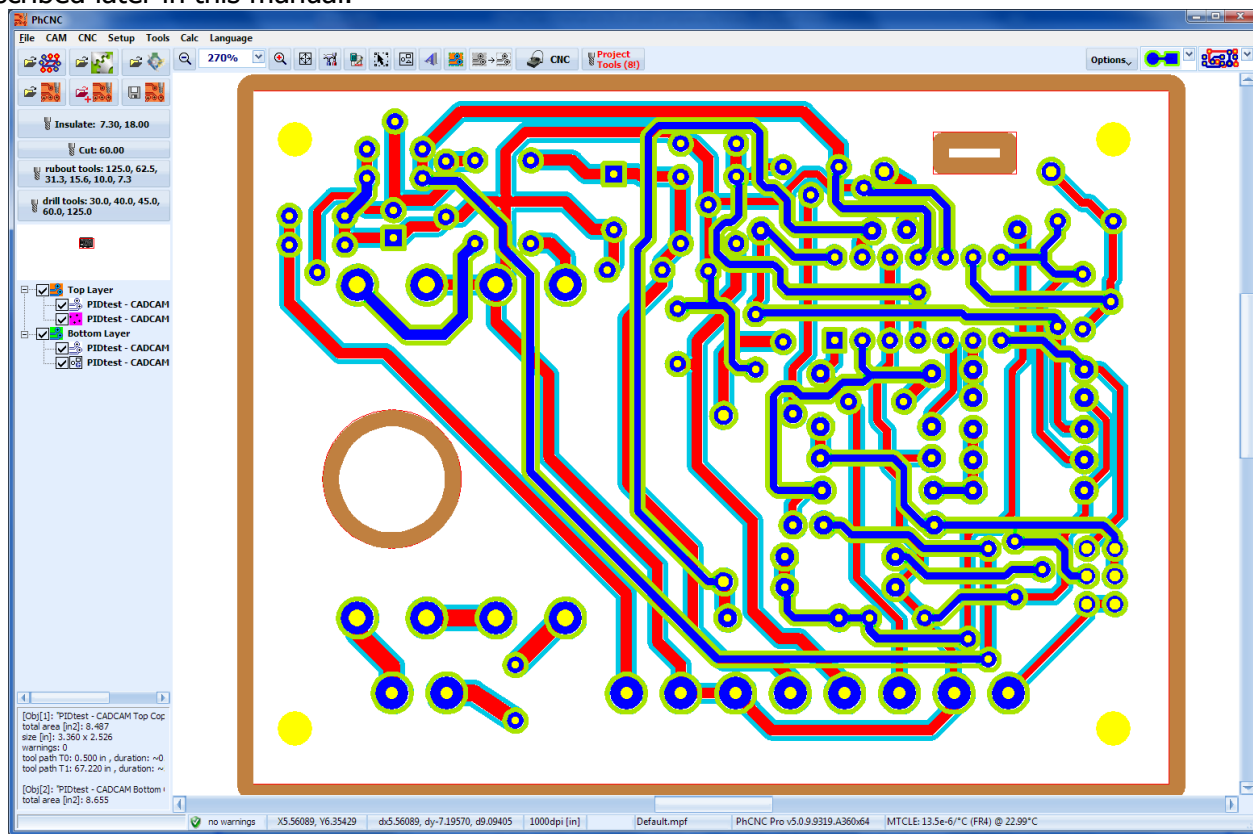 scribed later in this manual.
PhCNC
File CAM CNC Setup Tools Calc Language
270%
CNC
Project
Tools (8!)
Options
Insulate: 7.30, 18.00
Cut: 60.00
rubout tools: 125.0, 62.5,
31.3, 15.6, 10.0, 7.3
drill tools: 30.0, 40.0, 45.0,
60.0, 125.0
Top Layer
PIDtest - CADCAM
PIDtest - CADCAM
Bottom Layer
PIDtest - CADCAM
PIDtest - CADCAM
[Obj[1]: "PIDtest - CADCAM Top Cop
total area [in2]: 8.487
size [in]: 3.360 x 2.526
warnings: 0
tool path T0: 0.500 in , duration: ~0
tool path T1: 67.220 in , duration: ~
[Obj[2]: "PIDtest - CADCAM Bottom
total area [in2]: 8.655
no warnings X5.56089, Y6.35429 dx5.56089, dy-7.19570, d9.09405 1000dpi [in] Default.mpf PhCNC Pro v5.0.9.9319.A360x64 MTCLE: 13.5e-6/°C (FR4) @ 22.99°C